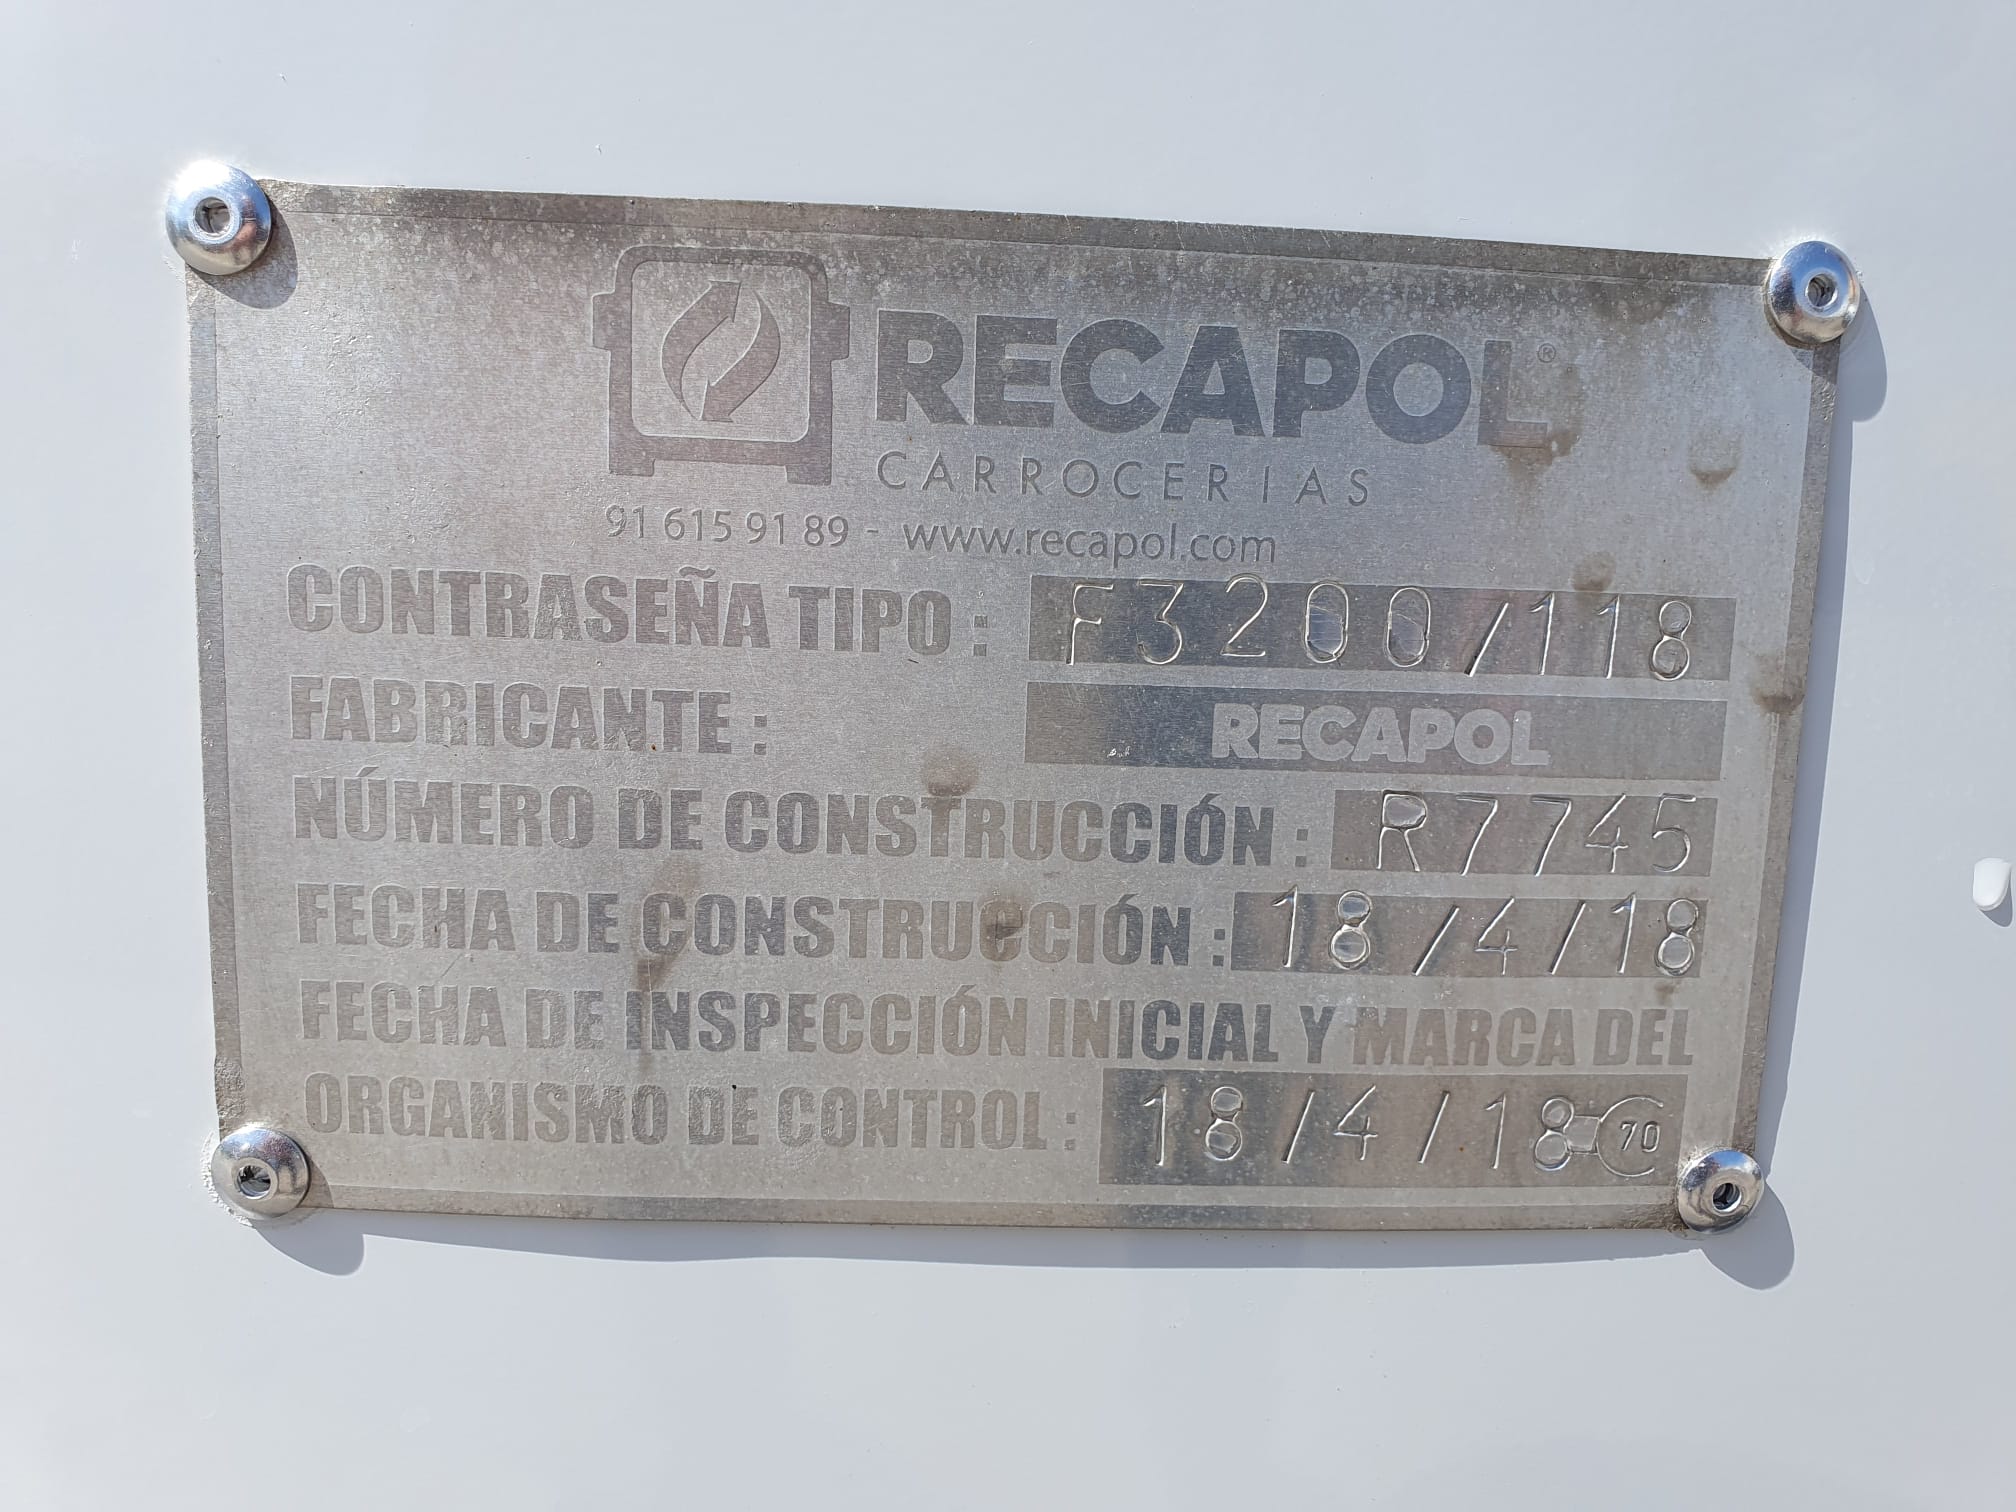 RECAPOL®
CARROCERIAS
91 615 91 89 - www.recapol.com
CONTRASEÑA TIPO : F3200/118
FABRICANTE : RECAPOL
NÚMERO DE CONSTRUCCIÓN : R7745
FECHA DE CONSTRUCCIÓN : 18/4/18
FECHA DE INSPECCIÓN INICIAL Y MARCA DEL
ORGANISMO DE CONTROL : 18/4/18 70